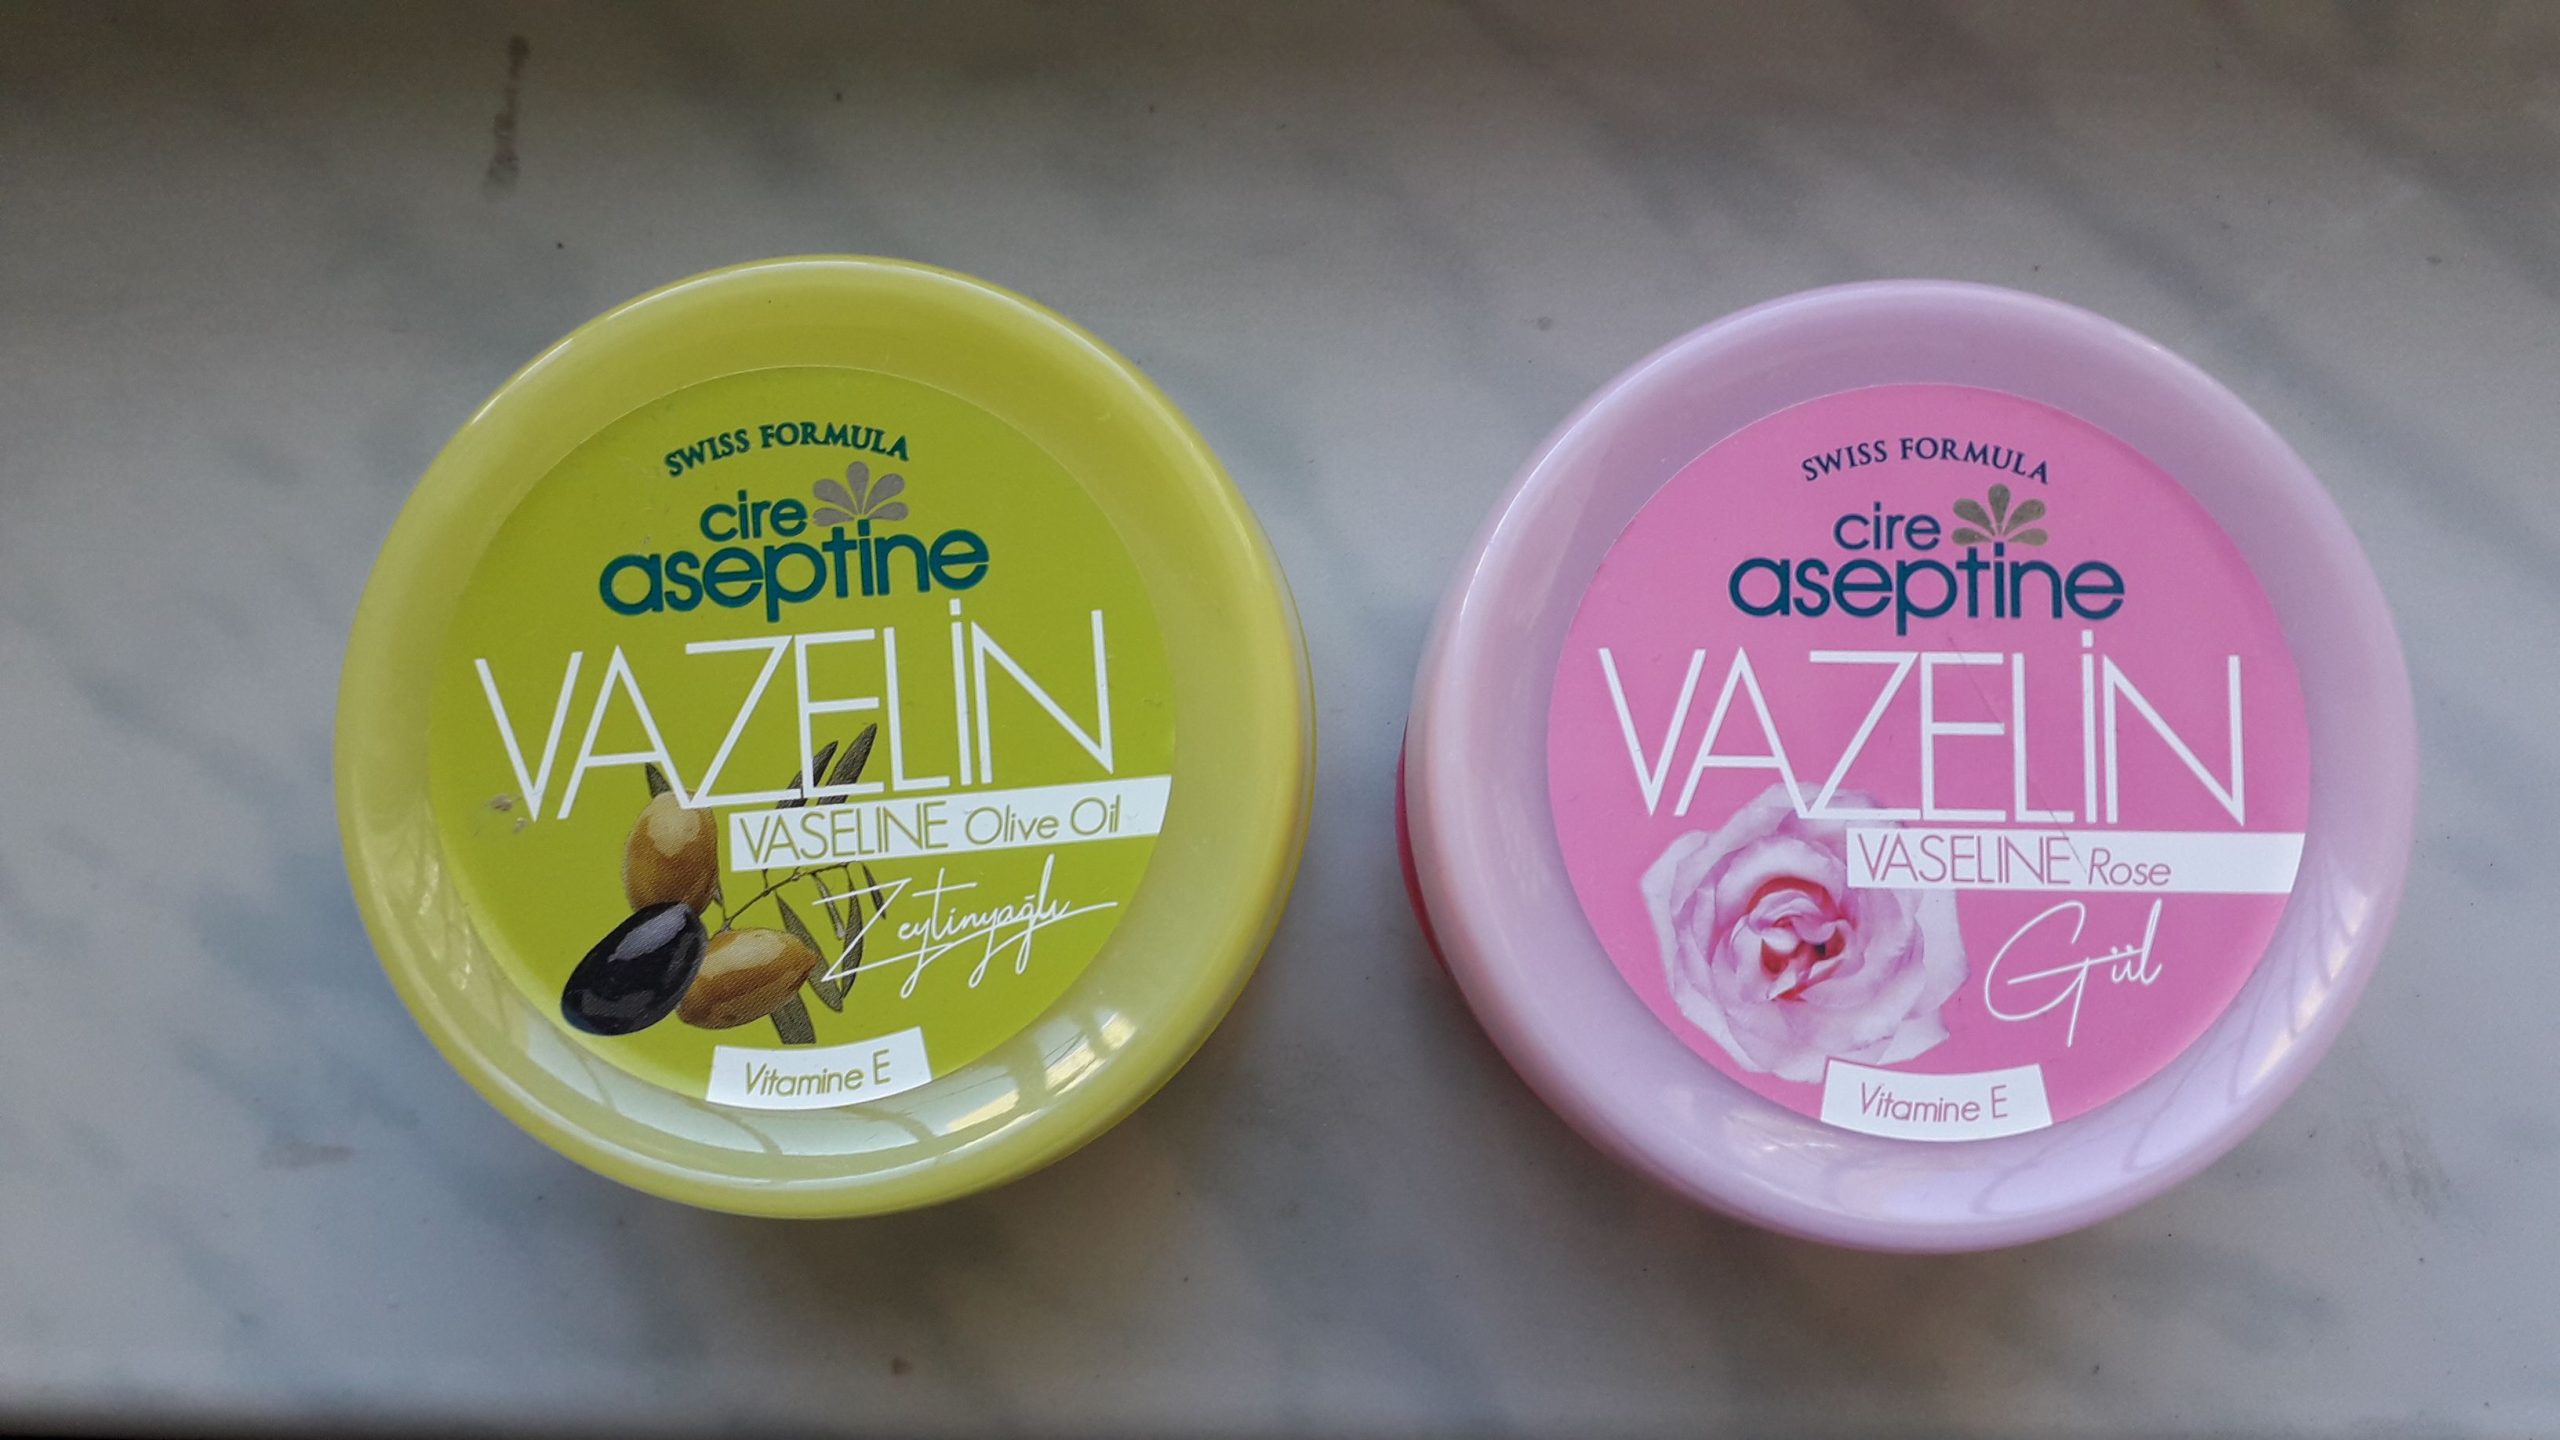 SWISS FORMULA
cire
aseptine
VAZELİN
VASELINE Olive Oil
Zeytinyağlı
Vitamine E
SWISS FORMULA
cire
aseptine
VAZELİN
VASELINE Rose
Gül
Vitamine E